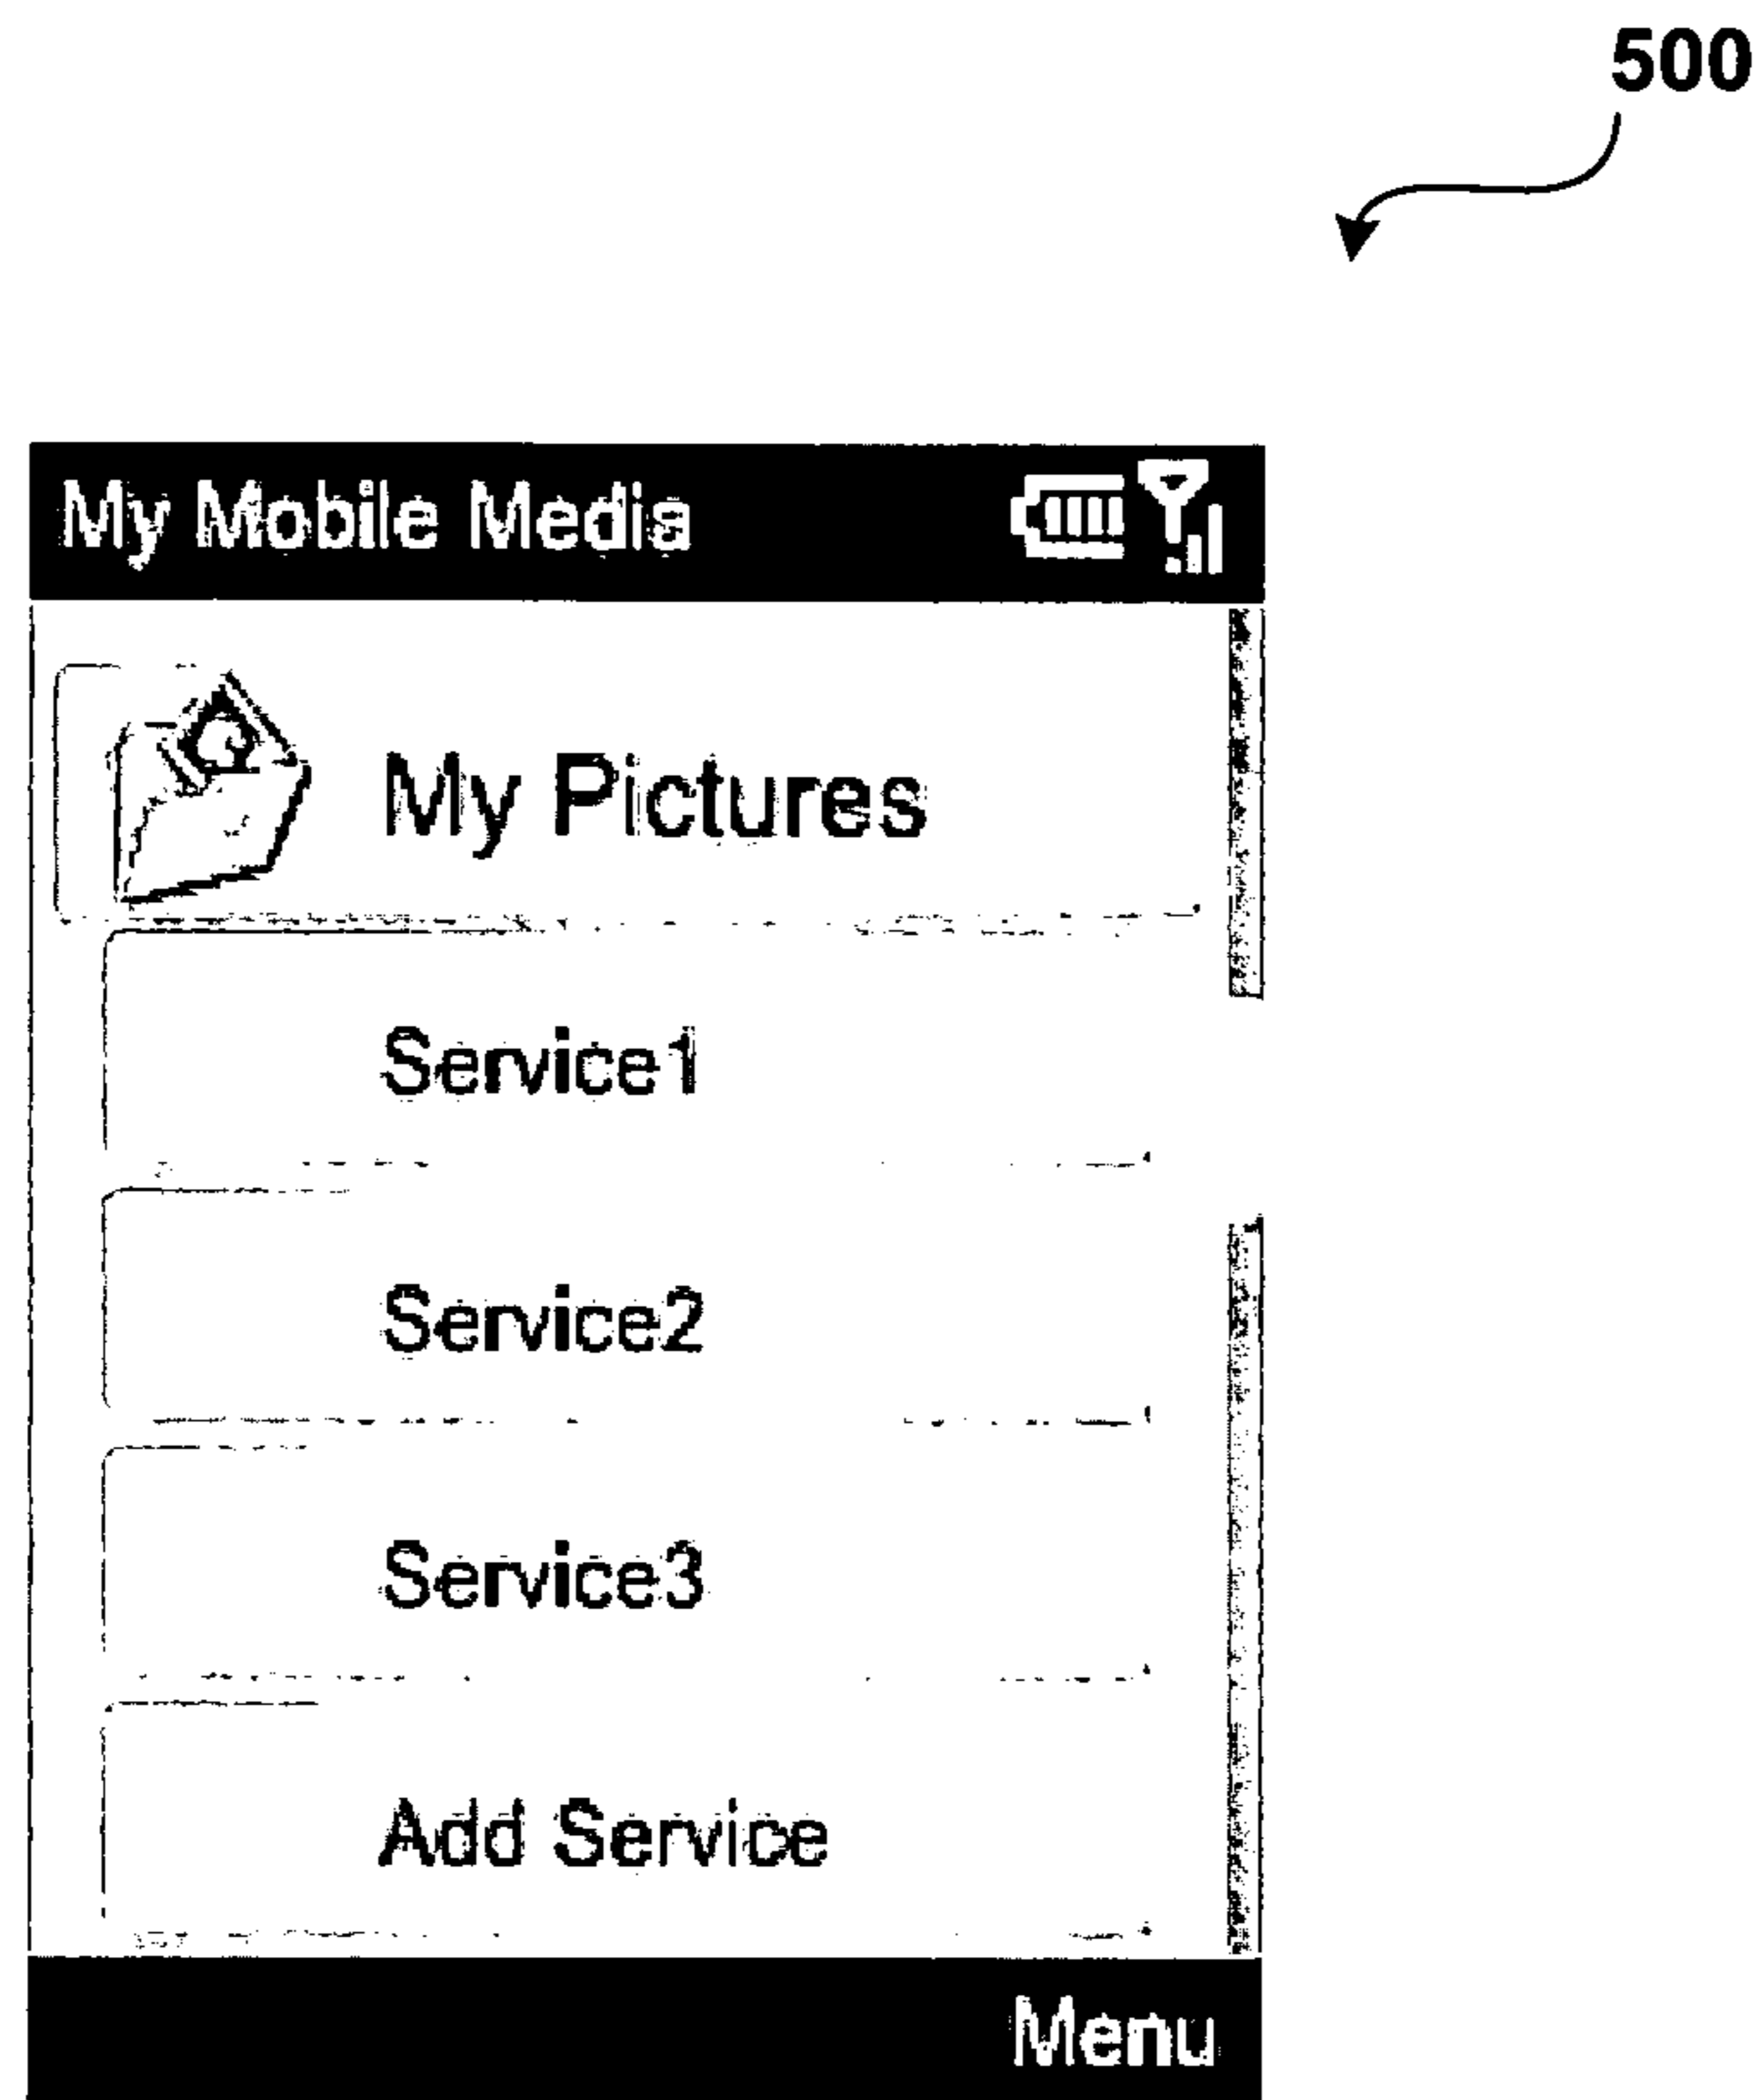 500
My Mobile Media
My Pictures
Service1
Service2
Service3
Add Service
Menu